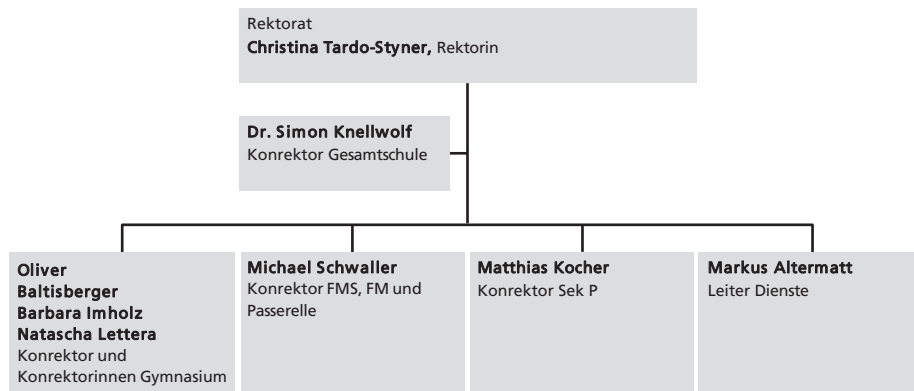 Rektorat
Christina Tardo-Styner, Rektorin
Dr. Simon Knellwolf
Konrektor Gesamtschule
Oliver
Baltisberger
Barbara Imholz
Natascha Lettera
Konrektor und
Konrektorinnen Gymnasium
Michael Schwaller
Konrektor FMS, FM und
Passerelle
Matthias Kocher
Konrektor Sek P
Markus Altermatt
Leiter Dienste